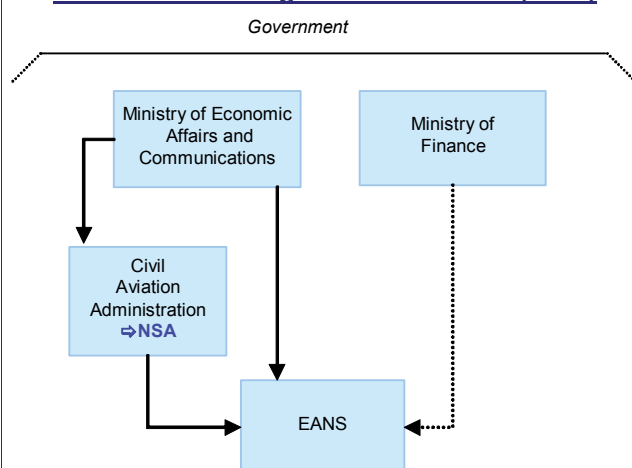 Government
Ministry of Economic
Affairs and
Communications
Ministry of
Finance
Civil
Aviation
Administration
⇨NSA
EANS